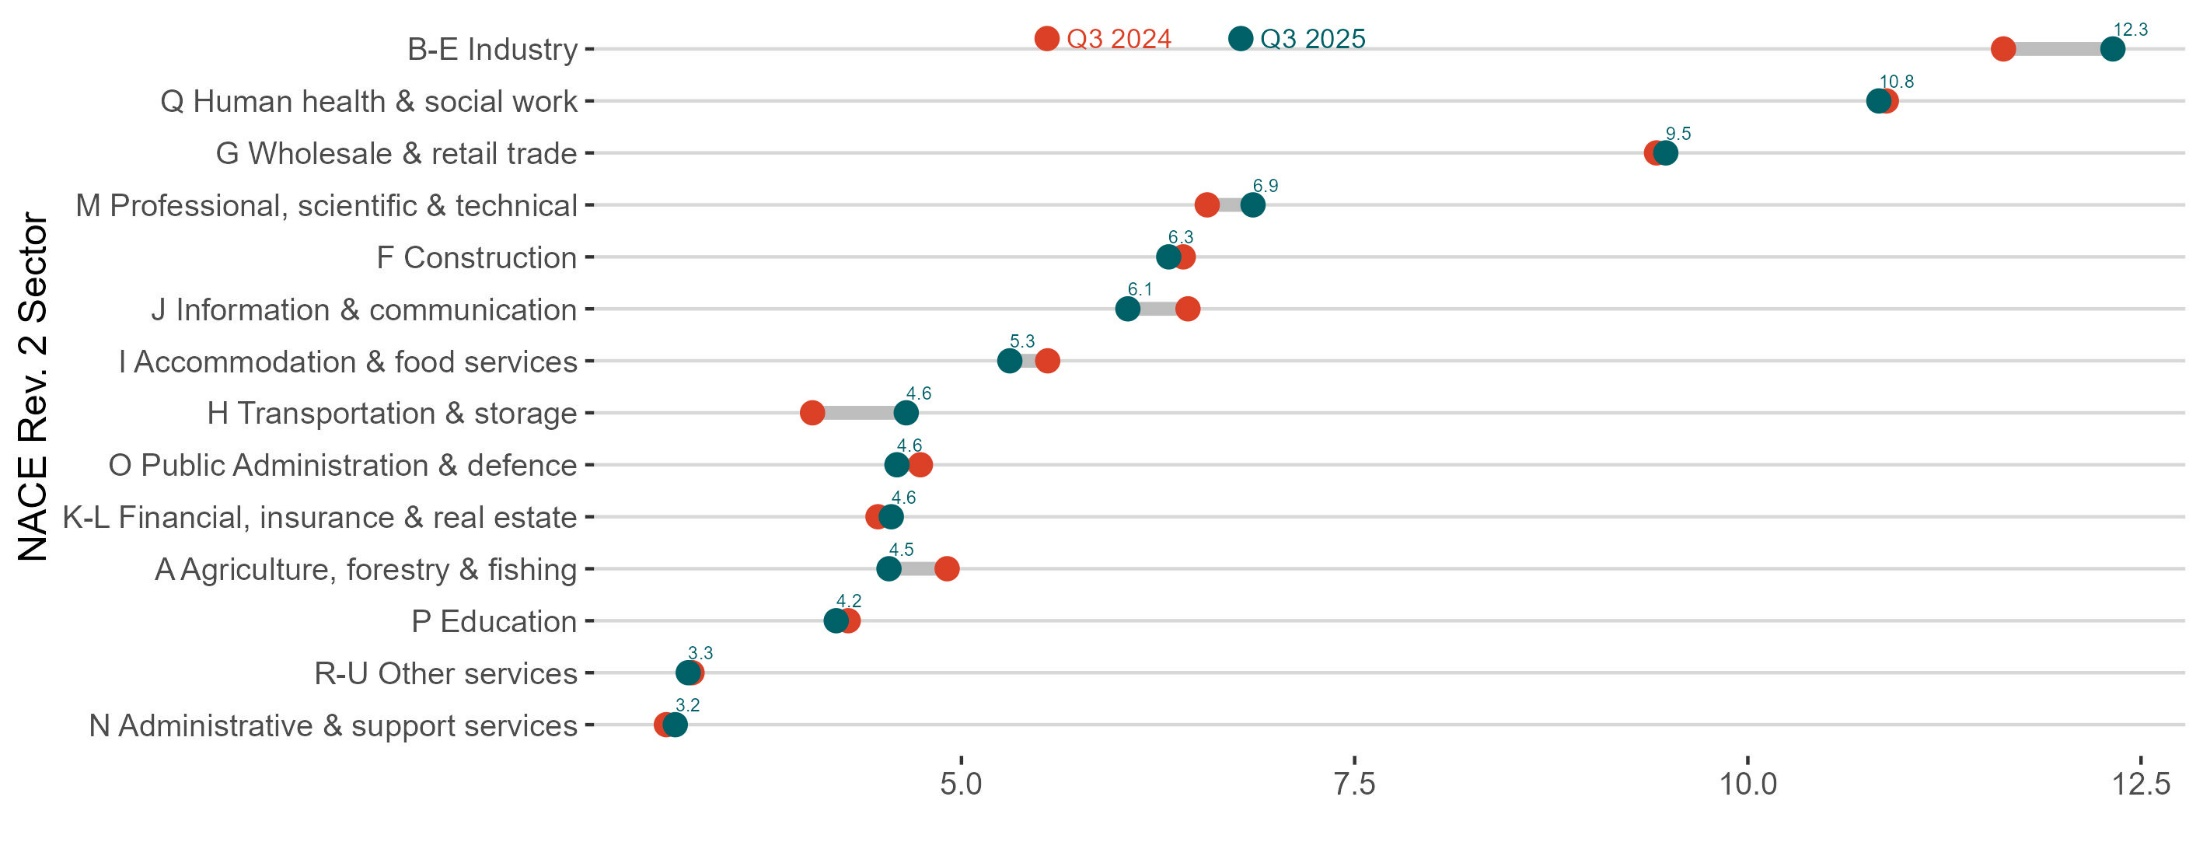 Q3 2024 Q3 2025
B-E Industry 12.3
Q Human health & social work 10.8
G Wholesale & retail trade 9.5
M Professional, scientific & technical 6.9
F Construction 6.3
J Information & communication 6.1
I Accommodation & food services 5.3
H Transportation & storage 4.6
O Public Administration & defence 4.6
K-L Financial, insurance & real estate 4.6
A Agriculture, forestry & fishing 4.5
P Education 4.2
R-U Other services 3.3
N Administrative & support services 3.2
5.0 7.5 10.0 12.5
NACE Rev. 2 Sector